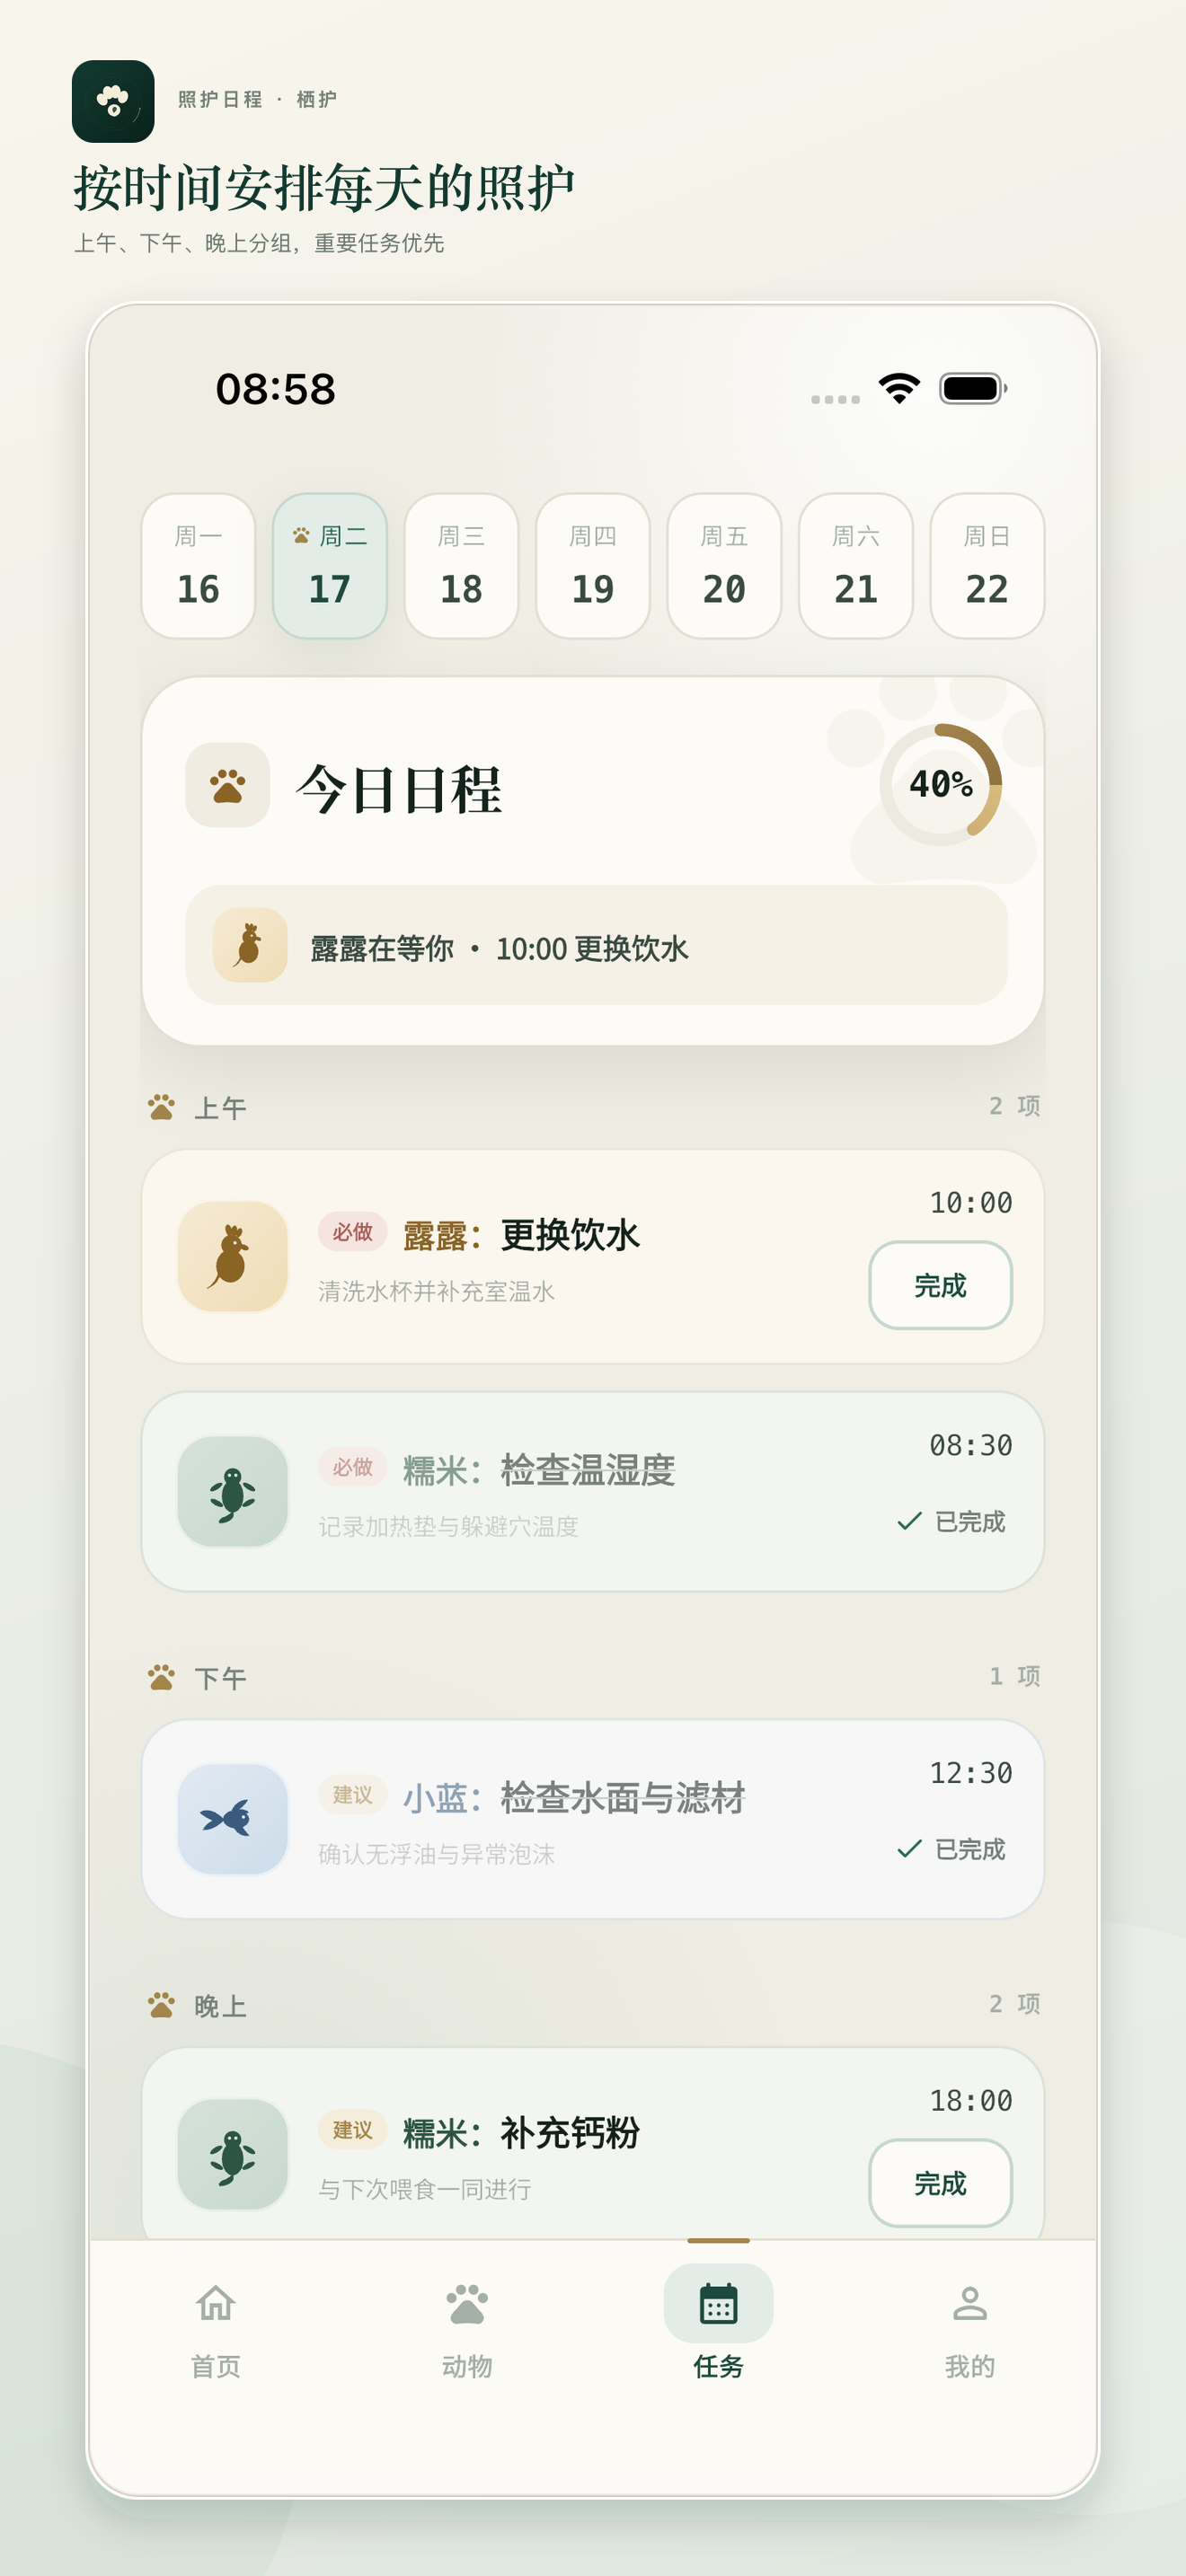 照护日程 · 栖护
按时间安排每天的照护
上午、下午、晚上分组，重要任务优先
08:58
周一 周二 周三 周四 周五 周六 周日
16 17 18 19 20 21 22
今日日程
40%
露露在等你 · 10:00 更换饮水
上午 2 项
10:00
必做 露露：更换饮水
清洗水杯并补充室温水
完成
08:30
必做 糯米：检查温湿度
记录加热垫与躲避穴温度
已完成
下午 1 项
12:30
建议 小蓝：检查水面与滤材
确认无浮油与异常泡沫
已完成
晚上 2 项
18:00
建议 糯米：补充钙粉
与下次喂食一同进行
完成
首页 动物 任务 我的